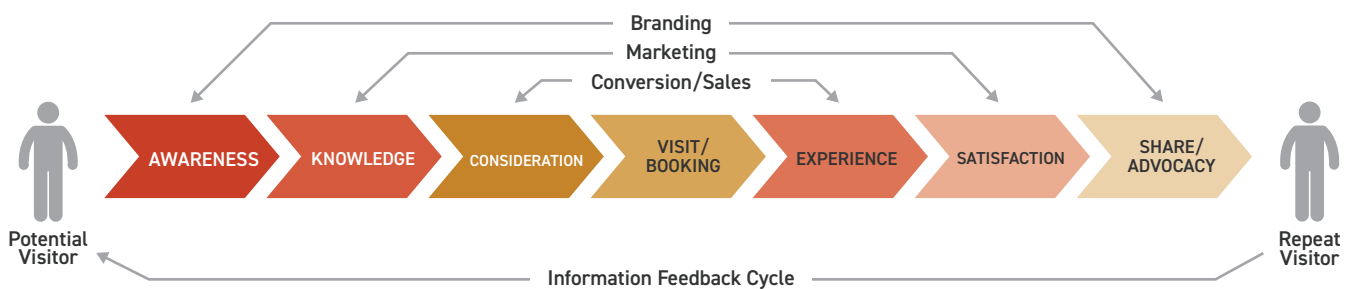 Branding
Marketing
Conversion/Sales
AWARENESS
KNOWLEDGE
CONSIDERATION
VISIT/
BOOKING
EXPERIENCE
SATISFACTION
SHARE/
ADVOCACY
Potential
Visitor
Repeat
Visitor
Information Feedback Cycle